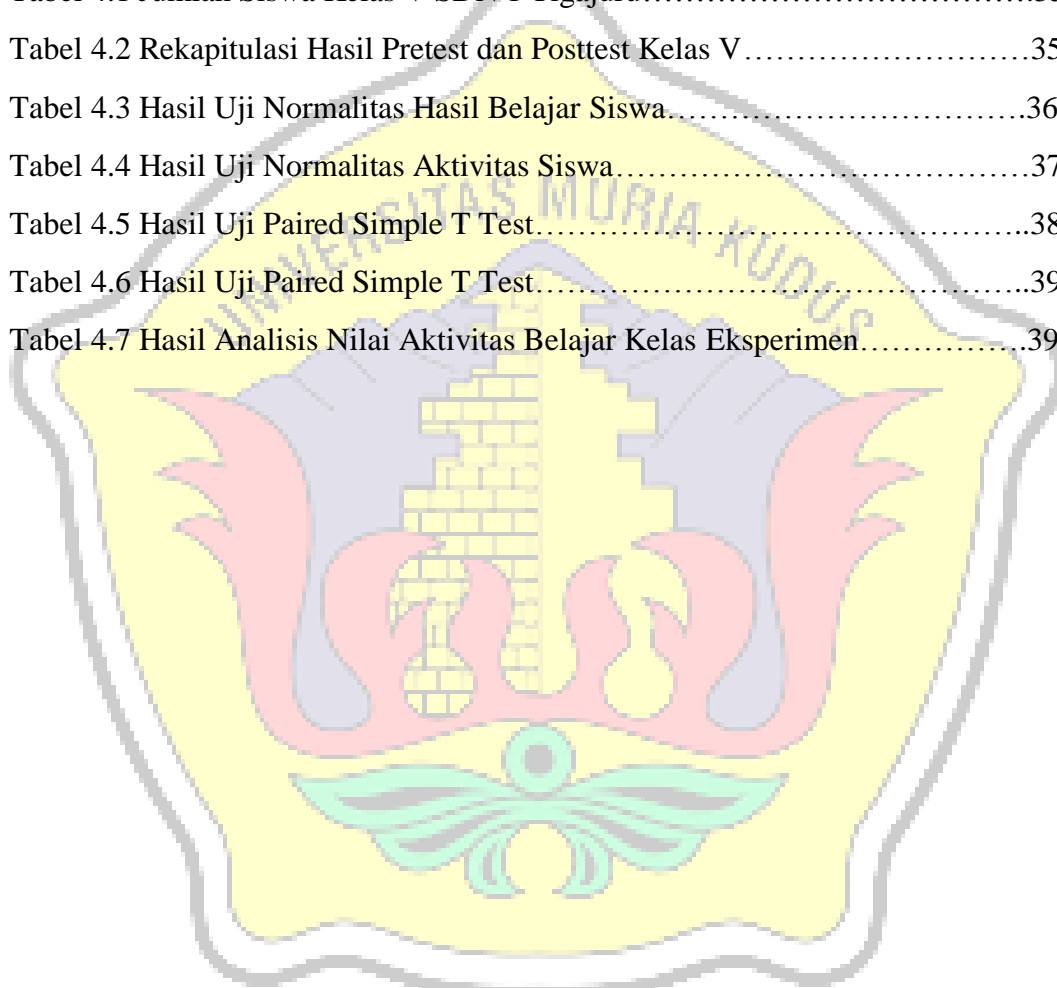 Tabel 4.2 Rekapitulasi Hasil Pretest dan Posttest Kelas V……………………….35
Tabel 4.3 Hasil Uji Normalitas Hasil Belajar Siswa……………………………….36
Tabel 4.4 Hasil Uji Normalitas Aktivitas Siswa…………………………………….37
Tabel 4.5 Hasil Uji Paired Simple T Test…………………………………………..38
Tabel 4.6 Hasil Uji Paired Simple T Test…………………………………………..39
Tabel 4.7 Hasil Analisis Nilai Aktivitas Belajar Kelas Eksperimen…………….39
UNIVERSITAS MURIA KUDUS